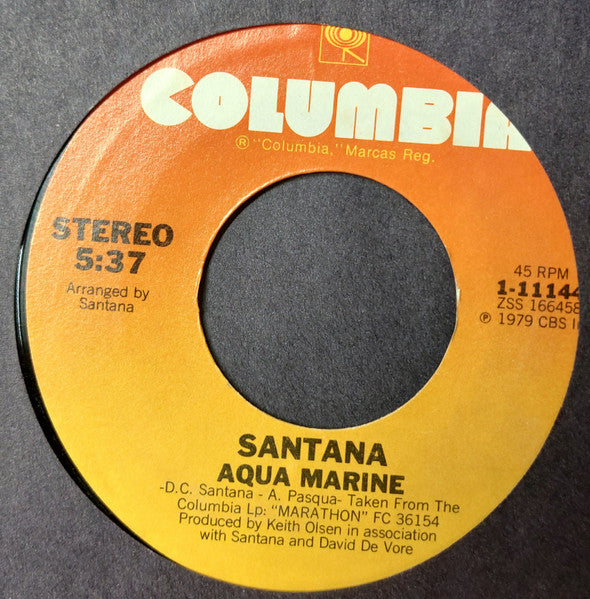 COLUMBIA
® "Columbia," Marcas Reg.
STEREO
5:37
Arranged by
Santana
45 RPM
1-11144
ZSS 166458
℗ 1979 CBS
SANTANA
AQUA MARINE
-D.C. Santana - A. Pasqua- Taken From The
Columbia Lp: "MARATHON" FC 36154
Produced by Keith Olsen in association
with Santana and David De Vore